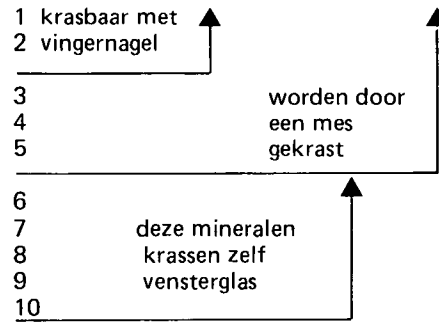 1 krasbaar met
2 vingernagel
3 worden door
4 een mes
5 gekrast
6
7 deze mineralen
8 krassen zelf
9 vensterglas
10